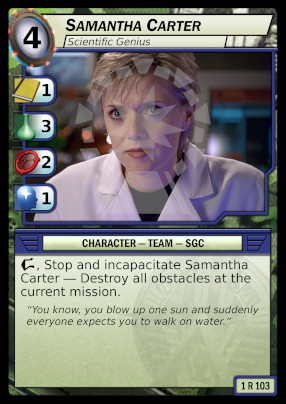 4
SAMANTHA CARTER
Scientific Genius
1
3
2
1
CHARACTER – TEAM – SGC
, Stop and incapacitate Samantha
Carter — Destroy all obstacles at the
current mission.
“You know, you blow up one sun and suddenly
everyone expects you to walk on water.”
1 R 103